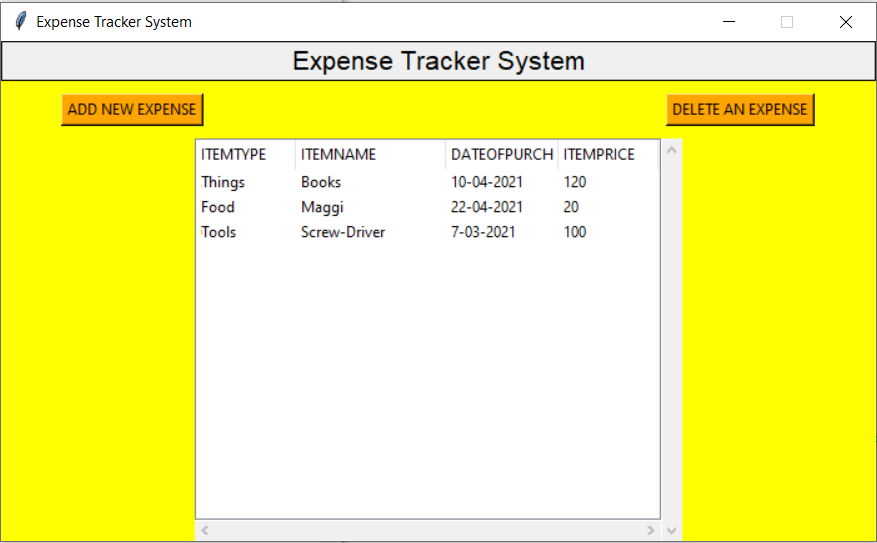 Expense Tracker System
Expense Tracker System
ADD NEW EXPENSE DELETE AN EXPENSE
ITEMTYPE ITEMNAME DATEOFPURCH ITEMPRICE
Things Books 10-04-2021 120
Food Maggi 22-04-2021 20
Tools Screw-Driver 7-03-2021 100